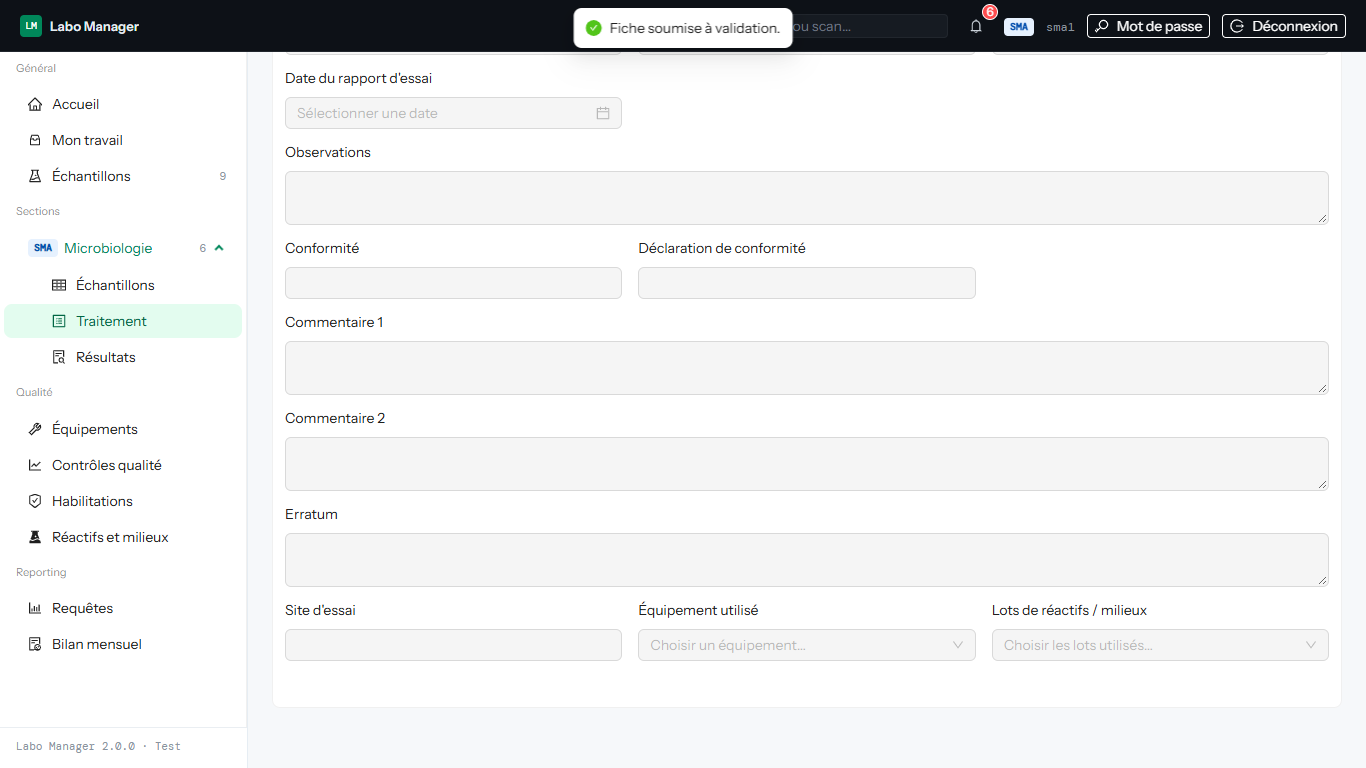 LM Labo Manager
Fiche soumise à validation.
ou scan...
6
SMA
sma1
Mot de passe
Déconnexion
Général
Accueil
Mon travail
Échantillons 9
Sections
SMA Microbiologie 6
Échantillons
Traitement
Résultats
Qualité
Équipements
Contrôles qualité
Habilitations
Réactifs et milieux
Reporting
Requêtes
Bilan mensuel
Labo Manager 2.0.0 · Test
Date du rapport d'essai
Sélectionner une date
Observations
Conformité Déclaration de conformité
Commentaire 1
Commentaire 2
Erratum
Site d'essai Équipement utilisé Lots de réactifs / milieux
Choisir un équipement... Choisir les lots utilisés...